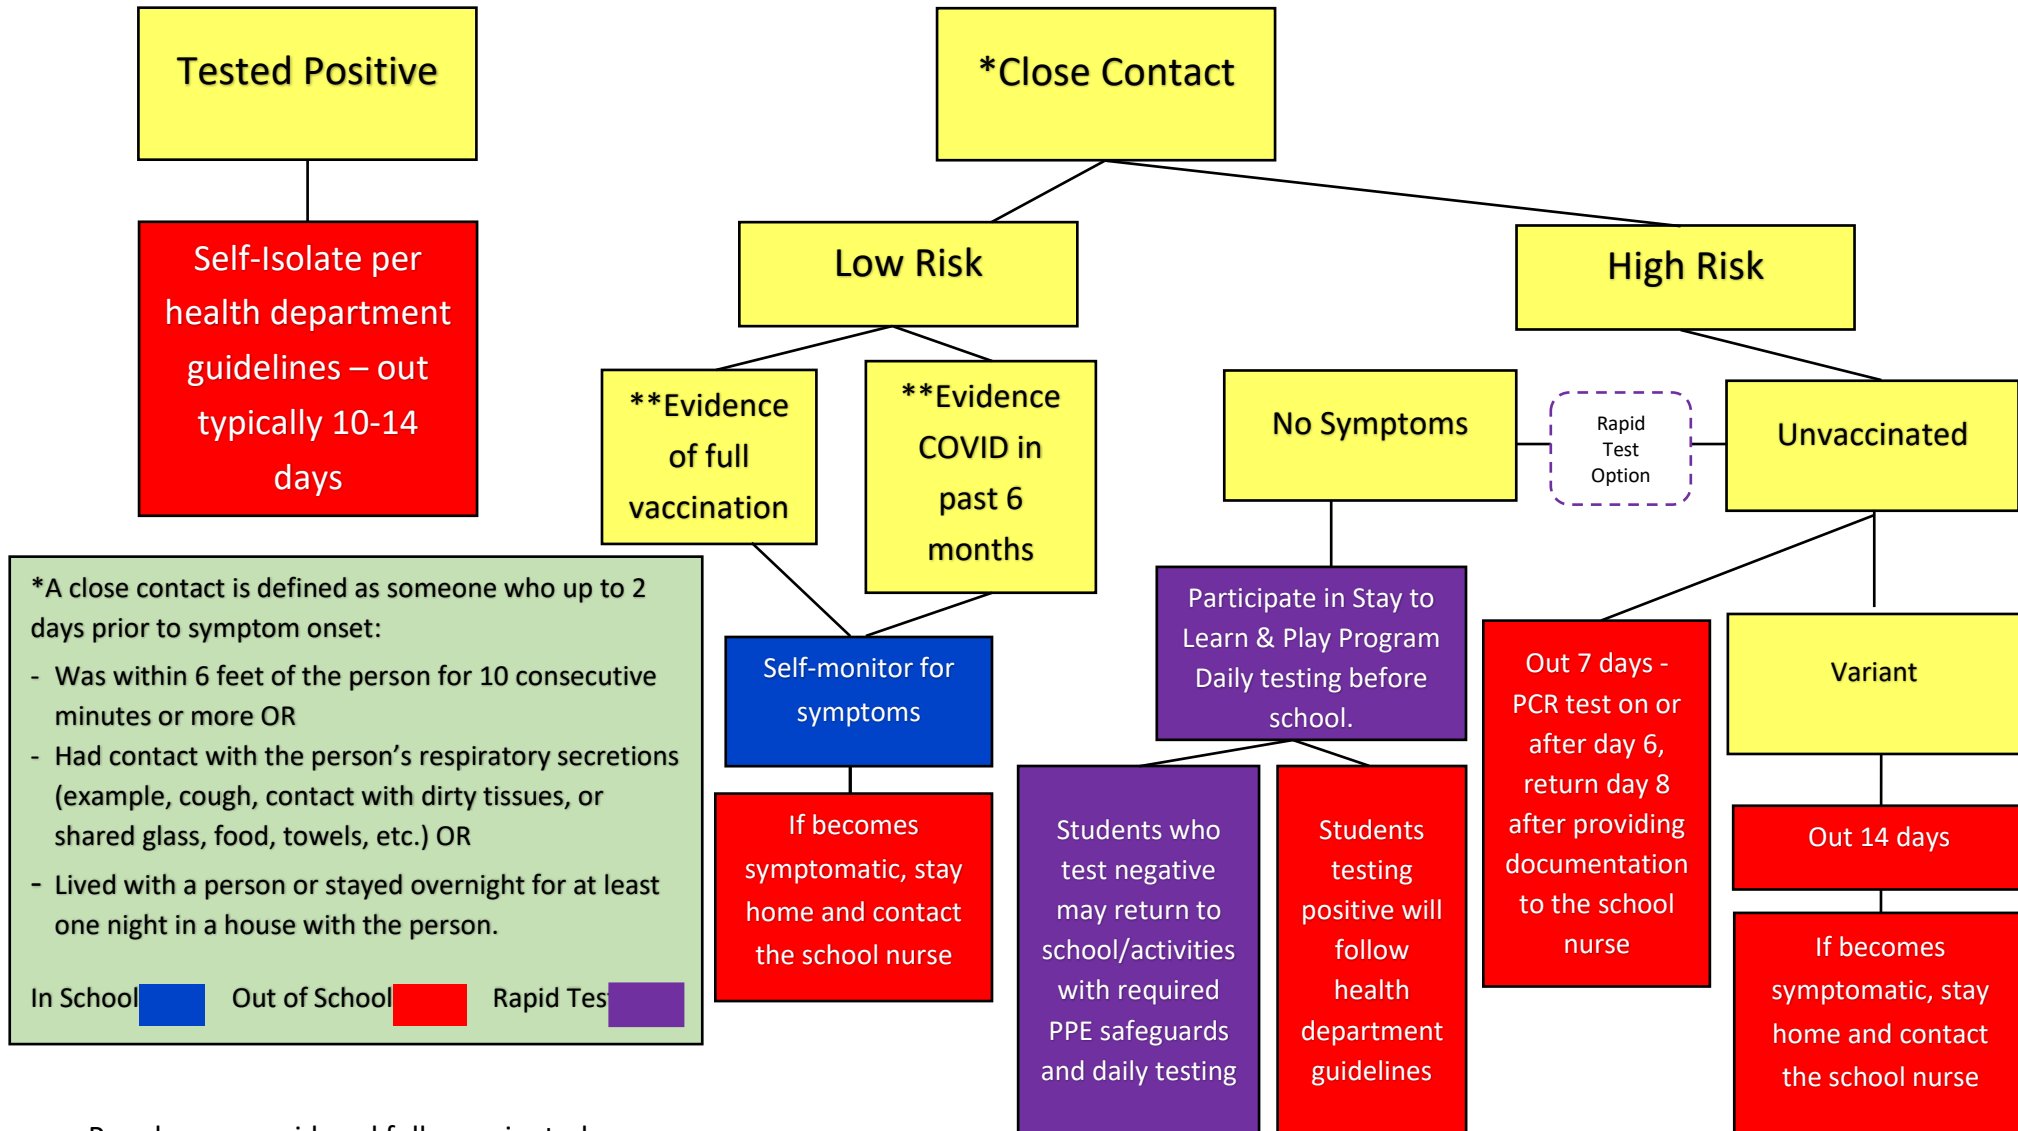 Tested Positive
*Close Contact
Self-Isolate per
health department
guidelines – out
typically 10-14
days
Low Risk
High Risk
**Evidence
of full
vaccination
**Evidence
COVID in
past 6
months
No Symptoms
Rapid
Test
Option
Unvaccinated
*A close contact is defined as someone who up to 2
days prior to symptom onset:
- Was within 6 feet of the person for 10 consecutive
minutes or more OR
- Had contact with the person's respiratory secretions
(example, cough, contact with dirty tissues, or
shared glass, food, towels, etc.) OR
- Lived with a person or stayed overnight for at least
one night in a house with the person.
In School
Out of School
Rapid Tes
Self-monitor for
symptoms
If becomes
symptomatic, stay
home and contact
the school nurse
Participate in Stay to
Learn & Play Program
Daily testing before
school.
Students who
test negative
may return to
school/activities
with required
PPE safeguards
and daily testing
Students
testing
positive will
follow
health
department
guidelines
Out 7 days -
PCR test on or
after day 6,
return day 8
after providing
documentation
to the school
nurse
Variant
Out 14 days
If becomes
symptomatic, stay
home and contact
the school nurse